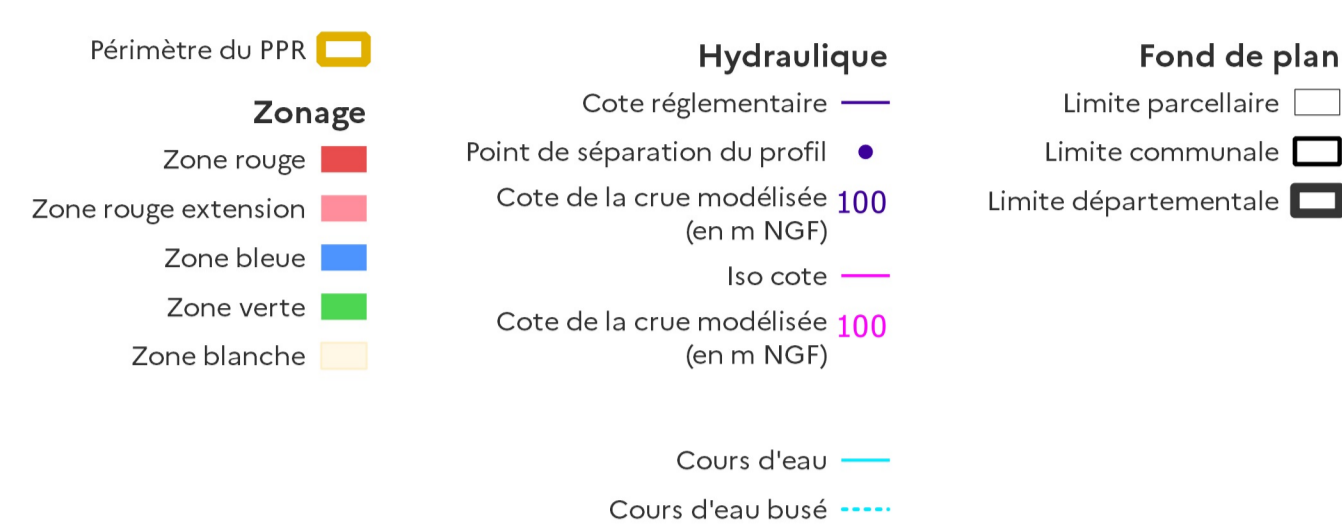 Périmètre du PPR
Zonage
Zone rouge
Zone rouge extension
Zone bleue
Zone verte
Zone blanche
Hydraulique
Cote réglementaire
Point de séparation du profil
Cote de la crue modélisée 100
(en m NGF)
Iso cote
Cote de la crue modélisée 100
(en m NGF)
Cours d'eau
Cours d'eau busé
Fond de plan
Limite parcellaire
Limite communale
Limite départementale